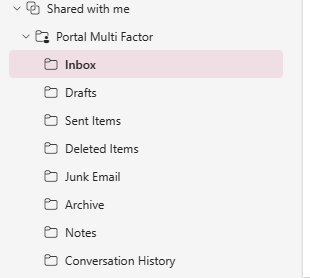 Shared with me
Portal Multi Factor
Inbox
Drafts
Sent Items
Deleted Items
Junk Email
Archive
Notes
Conversation History